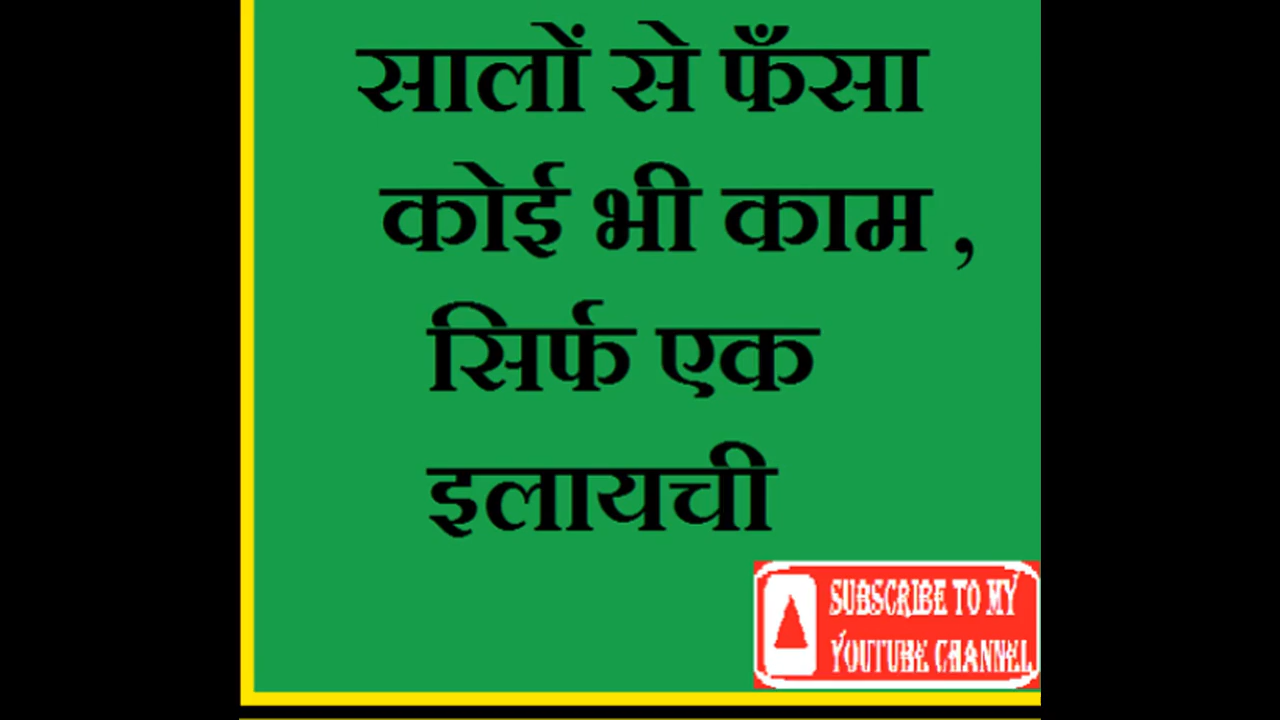 सालों से फँसा
कोई भी काम ,
सिर्फ एक
इलायची
SUBSCRIBE TO MY
YOUTUBE CHANNEL